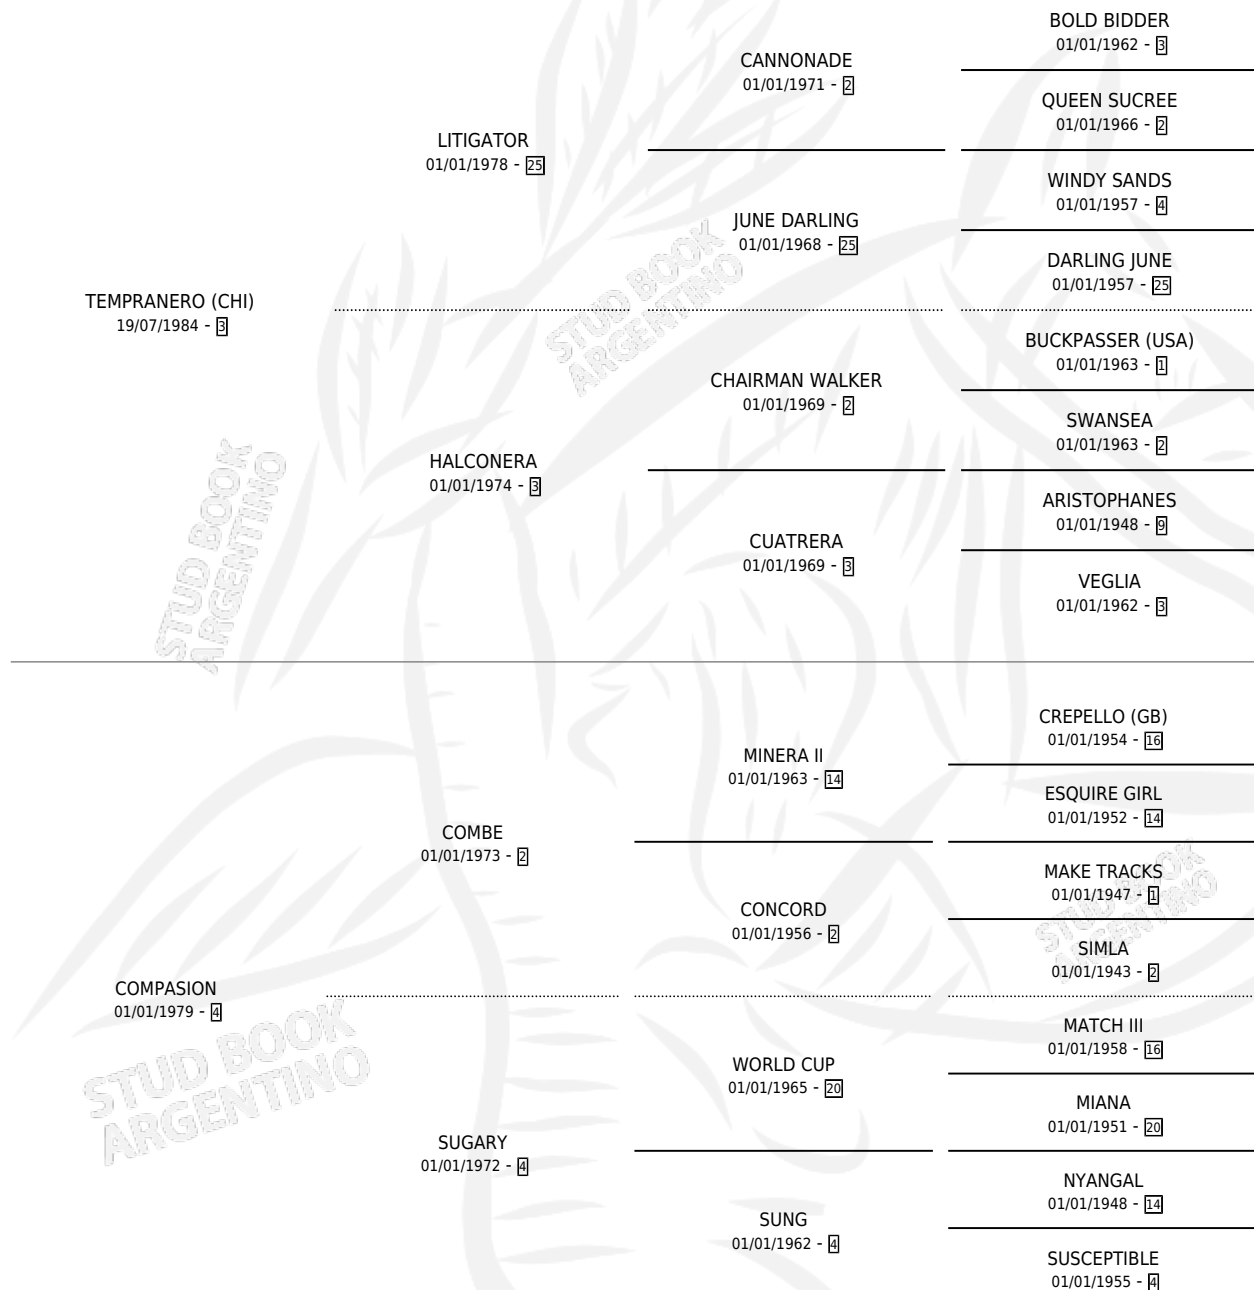 BOLD BIDDER
01/01/1962 - 3
CANNONADE
01/01/1971 - 2
QUEEN SUCREE
01/01/1966 - 2
LITIGATOR
01/01/1978 - 25
WINDY SANDS
01/01/1957 - 4
JUNE DARLING
01/01/1968 - 25
DARLING JUNE
01/01/1957 - 25
TEMPRANERO (CHI)
19/07/1984 - 3
STUD BOOK
ARGENTINO
BUCKPASSER (USA)
01/01/1963 - 1
CHAIRMAN WALKER
01/01/1969 - 2
SWANSEA
01/01/1963 - 2
HALCONERA
01/01/1974 - 3
ARISTOPHANES
01/01/1948 - 9
CUATRERA
01/01/1969 - 3
VEGLIA
01/01/1962 - 3
STUD BOOK
ARGENTINO
CREPELLO (GB)
01/01/1954 - 16
MINERA II
01/01/1963 - 14
ESQUIRE GIRL
01/01/1952 - 14
COMBE
01/01/1973 - 2
MAKE TRACKS
01/01/1947 - 1
CONCORD
01/01/1956 - 2
SIMLA
01/01/1943 - 2
STUD BOOK
ARGENTINO
COMPASION
01/01/1979 - 4
STUD BOOK
ARGENTINO
MATCH III
01/01/1958 - 16
WORLD CUP
01/01/1965 - 20
MIANA
01/01/1951 - 20
SUGARY
01/01/1972 - 4
NYANGAL
01/01/1948 - 14
SUNG
01/01/1962 - 4
SUSCEPTIBLE
01/01/1955 - 4